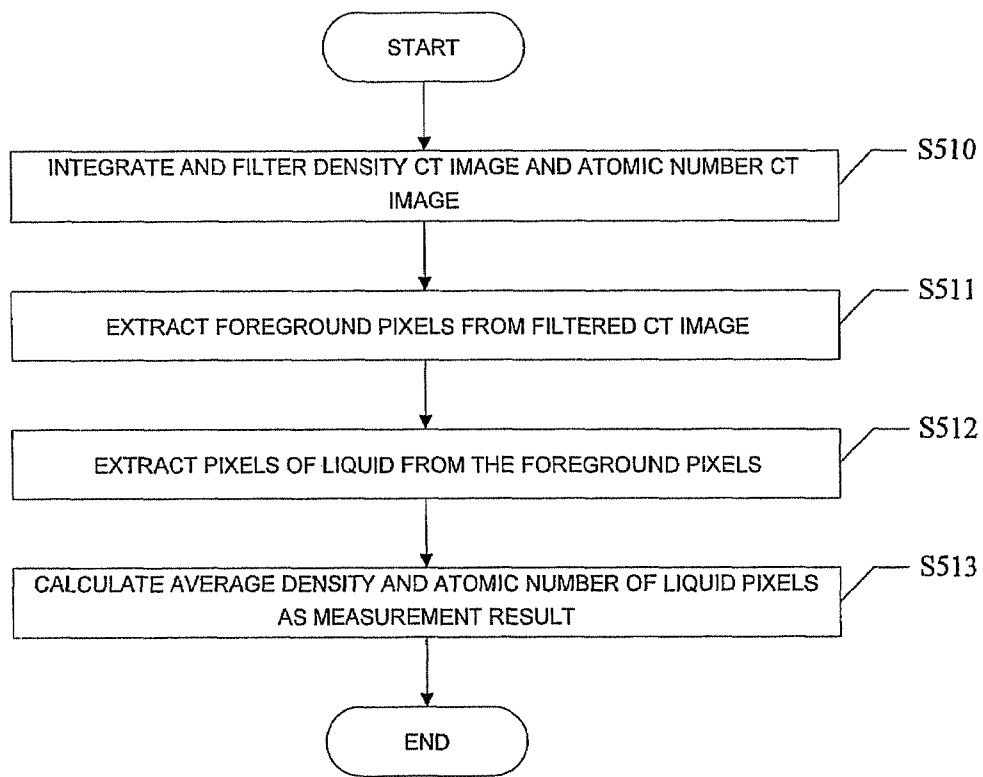 START
INTEGRATE AND FILTER DENSITY CT IMAGE AND ATOMIC NUMBER CT
IMAGE
S510
EXTRACT FOREGROUND PIXELS FROM FILTERED CT IMAGE
S511
EXTRACT PIXELS OF LIQUID FROM THE FOREGROUND PIXELS
S512
CALCULATE AVERAGE DENSITY AND ATOMIC NUMBER OF LIQUID PIXELS
AS MEASUREMENT RESULT
S513
END